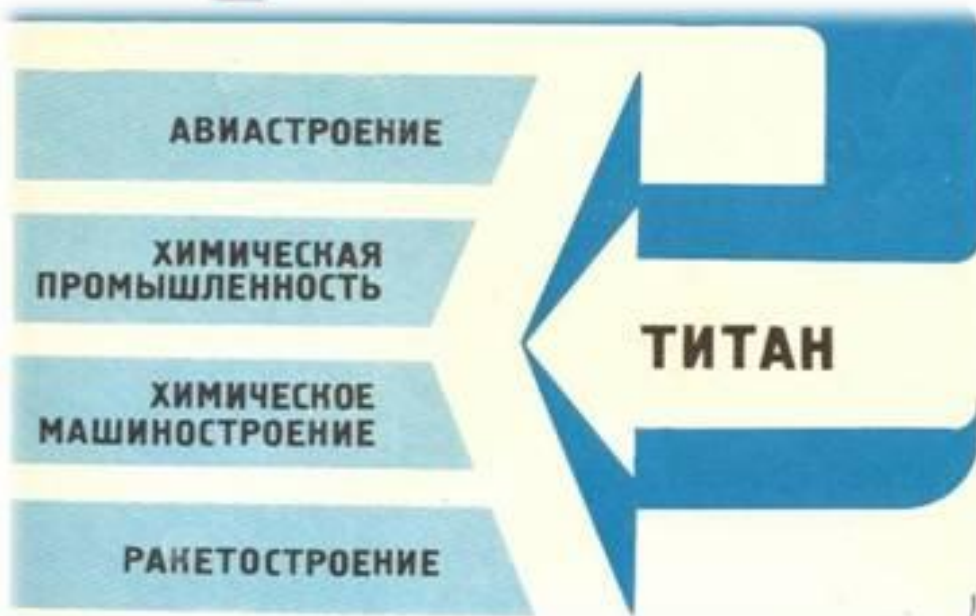 АВИАСТРОЕНИЕ
ХИМИЧЕСКАЯ
ПРОМЫШЛЕННОСТЬ
ТИТАН
ХИМИЧЕСКОЕ
МАШИНОСТРОЕНИЕ
РАКЕТОСТРОЕНИЕ